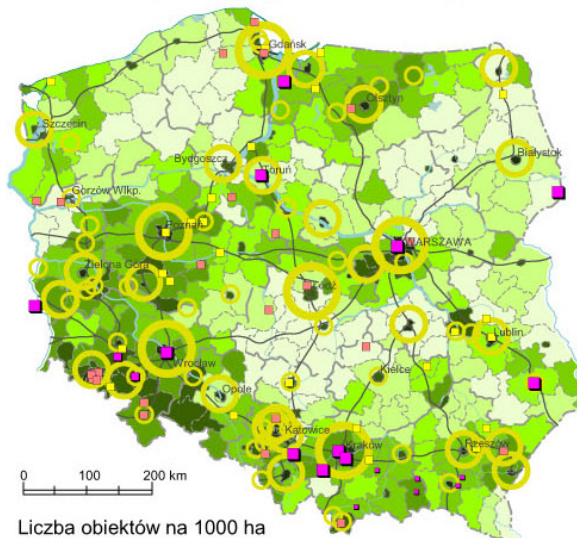 Gdańsk
Olsztyn
Szczecin
Bydgoszcz
Białystok
Toruń
Gorzów Wlkp.
Poznań
WARSZAWA
Zielona Góra
Łódź
Lublin
Wrocław
Opole
Kielce
Katowice
Kraków
Rzeszów
0 100 200 km
Liczba obiektów na 1000 ha